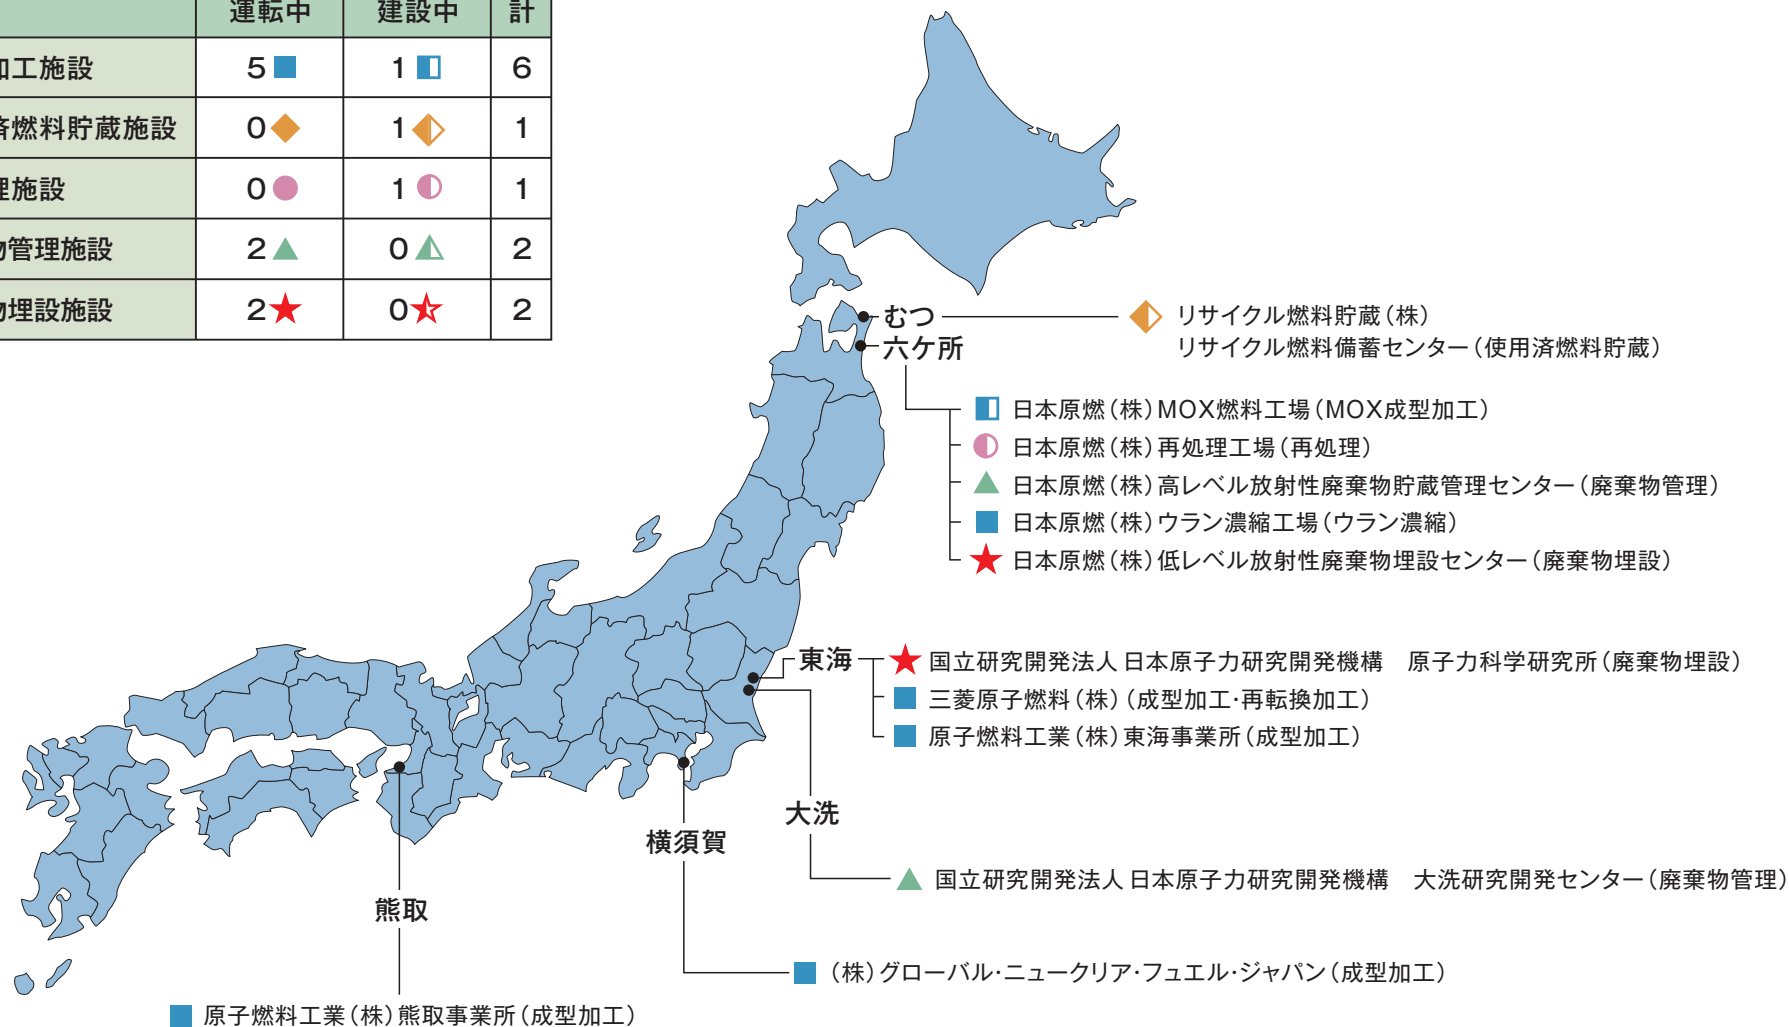 運転中 建設中 計
加工施設 5 1 6
済燃料貯蔵施設 0 1 1
理施設 0 1 1
物管理施設 2 0 2
物埋設施設 2 0 2
むつ
リサイクル燃料貯蔵(株)
リサイクル燃料備蓄センター(使用済燃料貯蔵)
六ケ所
日本原燃(株)MOX燃料工場(MOX成型加工)
日本原燃(株)再処理工場(再処理)
日本原燃(株)高レベル放射性廃棄物貯蔵管理センター(廃棄物管理)
日本原燃(株)ウラン濃縮工場(ウラン濃縮)
日本原燃(株)低レベル放射性廃棄物埋設センター(廃棄物埋設)
東海
国立研究開発法人 日本原子力研究開発機構　原子力科学研究所(廃棄物埋設)
三菱原子燃料(株)(成型加工・再転換加工)
原子燃料工業(株)東海事業所(成型加工)
大洗
国立研究開発法人 日本原子力研究開発機構　大洗研究開発センター(廃棄物管理)
横須賀
(株)グローバル・ニュークリア・フュエル・ジャパン(成型加工)
熊取
原子燃料工業(株)熊取事業所(成型加工)